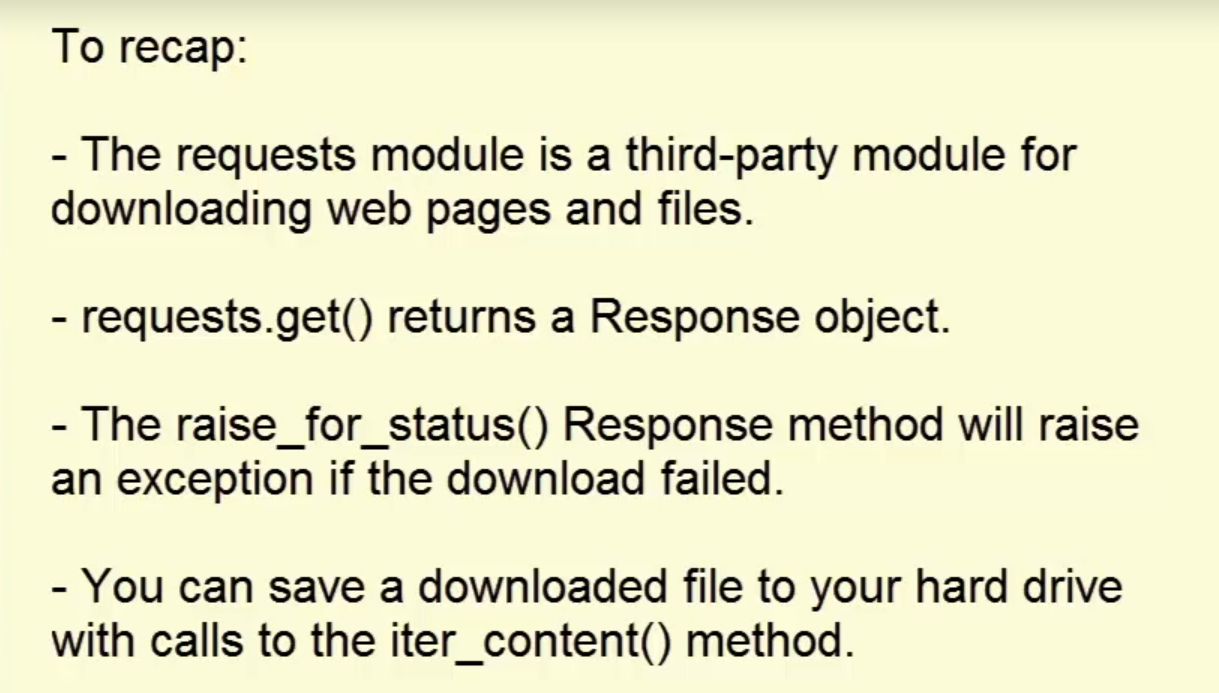 To recap:
- The requests module is a third-party module for
downloading web pages and files.
- requests.get() returns a Response object.
- The raise_for_status() Response method will raise
an exception if the download failed.
- You can save a downloaded file to your hard drive
with calls to the iter_content() method.